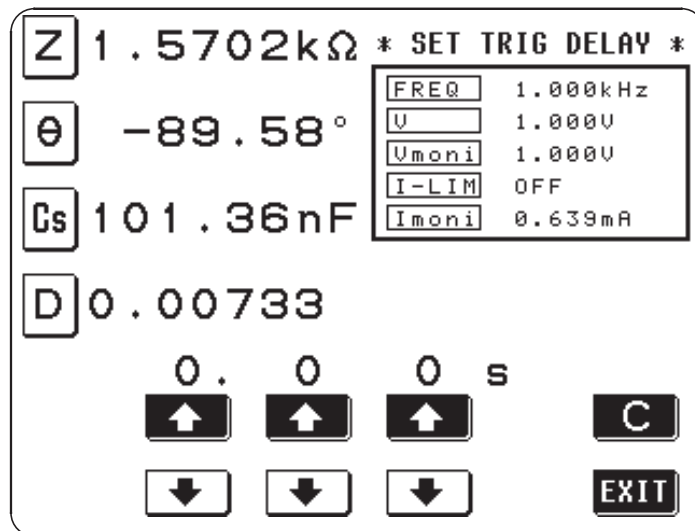 Z 1.5702kΩ
* SET TRIG DELAY *
FREQ 1.000kHz
V 1.000V
Vmoni 1.000V
I-LIM OFF
Imoni 0.639mA
θ -89.58°
Cs 101.36nF
D 0.00733
0. 0 0 s
C
EXIT